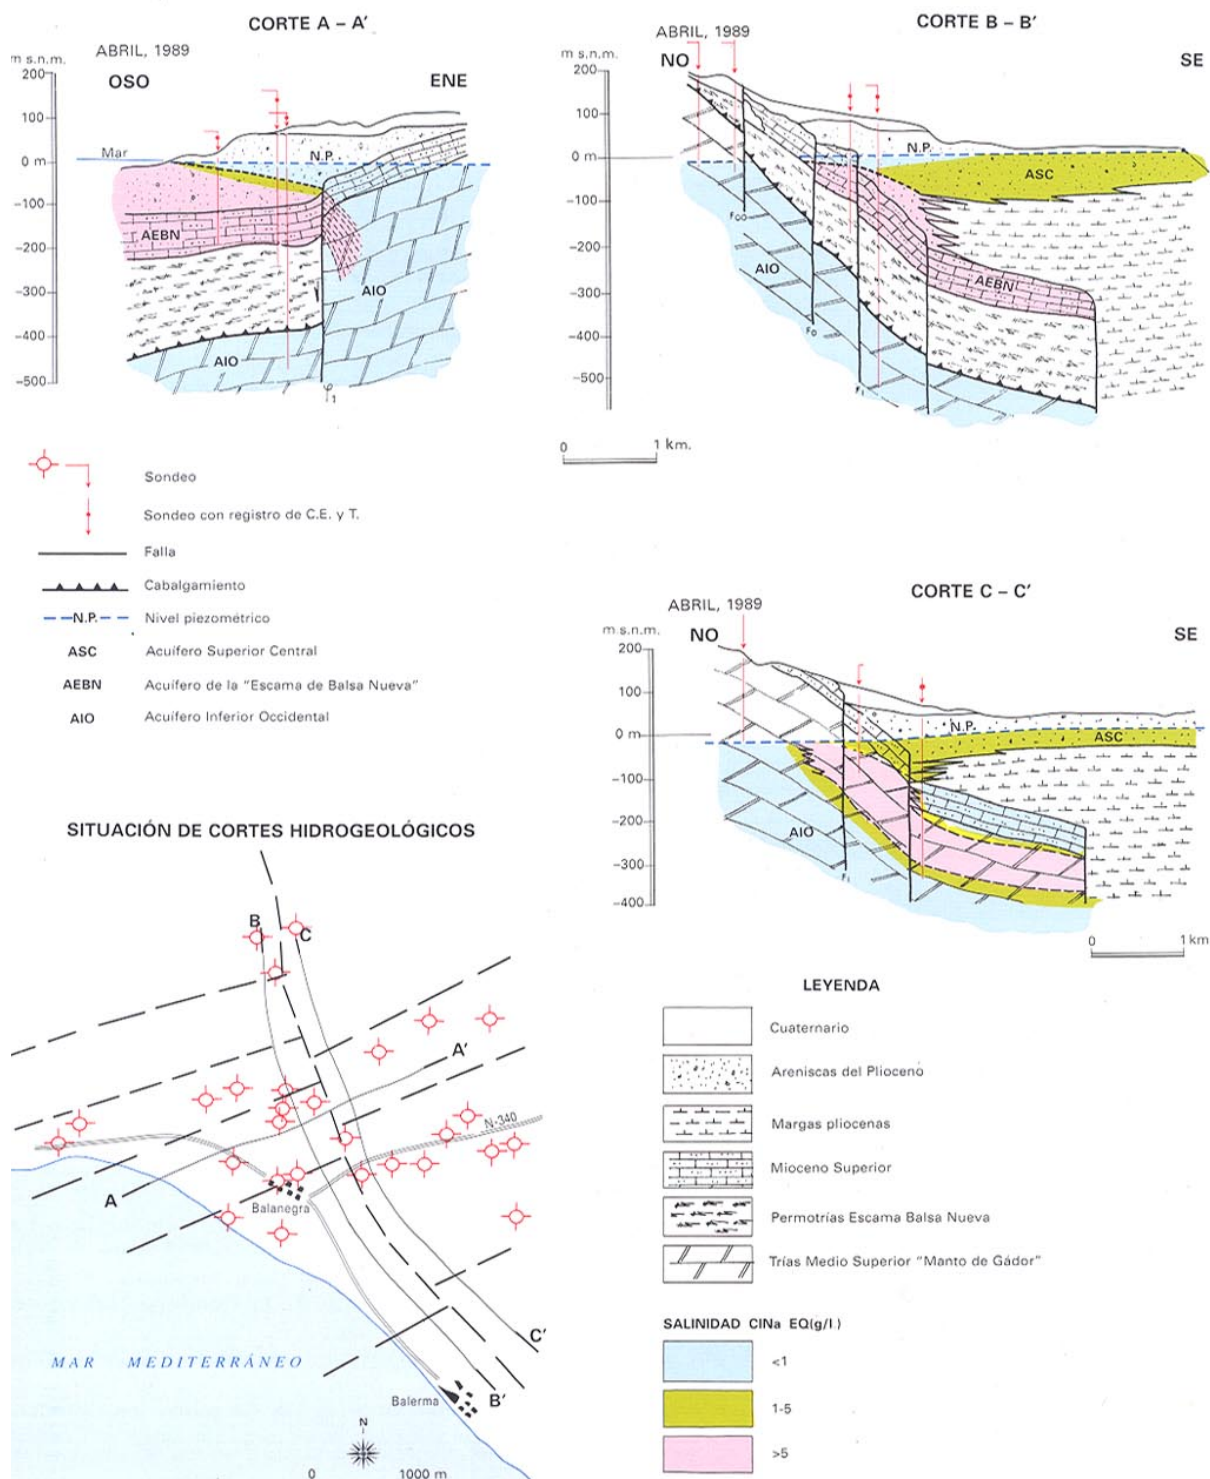 CORTE A – A′
ABRIL, 1989
m s.n.m.
OSO
ENE
200
100
0 m
-100
-200
-300
-400
-500
Mar
N.P.
AEBN
AIO
AIO
CORTE B – B′
ABRIL, 1989
m s.n.m.
NO
SE
200
100
0 m
-100
-200
-300
-400
-500
N.P.
ASC
AEBN
AIO
F00
F0
F1
0
1 km.
Sondeo
Sondeo con registro de C.E. y T.
Falla
Cabalgamiento
N.P. Nivel piezométrico
ASC Acuífero Superior Central
AEBN Acuífero de la "Escama de Balsa Nueva"
AIO Acuífero Inferior Occidental
CORTE C – C′
ABRIL, 1989
m s.n.m.
NO
SE
200
100
0 m
-100
-200
-300
-400
N.P.
ASC
AIO
F1
0
1 km
SITUACIÓN DE CORTES HIDROGEOLÓGICOS
B
C
A′
N-340
A
Balanegra
C′
B′
MAR MEDITERRÁNEO
Balerma
N
0
1000 m
LEYENDA
Cuaternario
Areniscas del Plioceno
Margas pliocenas
Mioceno Superior
Permotrías Escama Balsa Nueva
Trías Medio Superior "Manto de Gádor"
SALINIDAD ClNa EQ(g/l.)
<1
1-5
>5